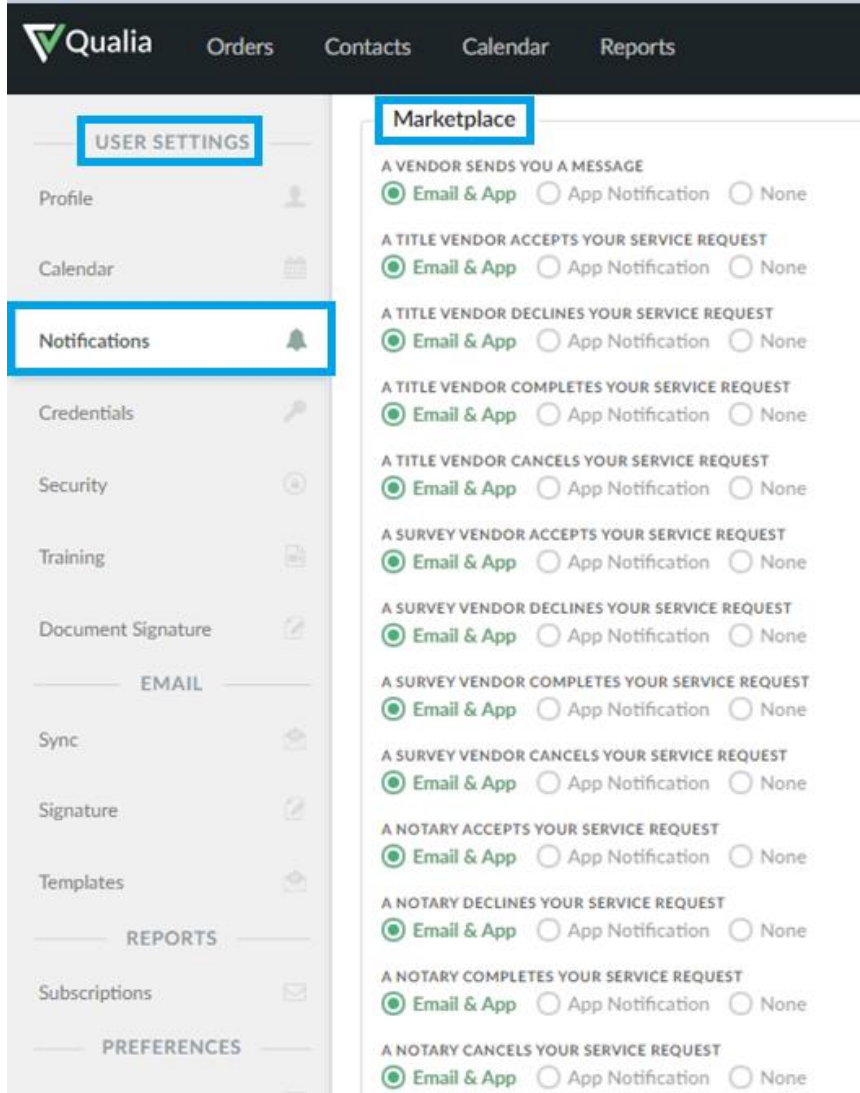 Qualia Orders Contacts Calendar Reports
USER SETTINGS
Profile
Calendar
Notifications
Credentials
Security
Training
Document Signature
EMAIL
Sync
Signature
Templates
REPORTS
Subscriptions
PREFERENCES
Marketplace
A VENDOR SENDS YOU A MESSAGE
Email & App App Notification None
A TITLE VENDOR ACCEPTS YOUR SERVICE REQUEST
Email & App App Notification None
A TITLE VENDOR DECLINES YOUR SERVICE REQUEST
Email & App App Notification None
A TITLE VENDOR COMPLETES YOUR SERVICE REQUEST
Email & App App Notification None
A TITLE VENDOR CANCELS YOUR SERVICE REQUEST
Email & App App Notification None
A SURVEY VENDOR ACCEPTS YOUR SERVICE REQUEST
Email & App App Notification None
A SURVEY VENDOR DECLINES YOUR SERVICE REQUEST
Email & App App Notification None
A SURVEY VENDOR COMPLETES YOUR SERVICE REQUEST
Email & App App Notification None
A SURVEY VENDOR CANCELS YOUR SERVICE REQUEST
Email & App App Notification None
A NOTARY ACCEPTS YOUR SERVICE REQUEST
Email & App App Notification None
A NOTARY DECLINES YOUR SERVICE REQUEST
Email & App App Notification None
A NOTARY COMPLETES YOUR SERVICE REQUEST
Email & App App Notification None
A NOTARY CANCELS YOUR SERVICE REQUEST
Email & App App Notification None